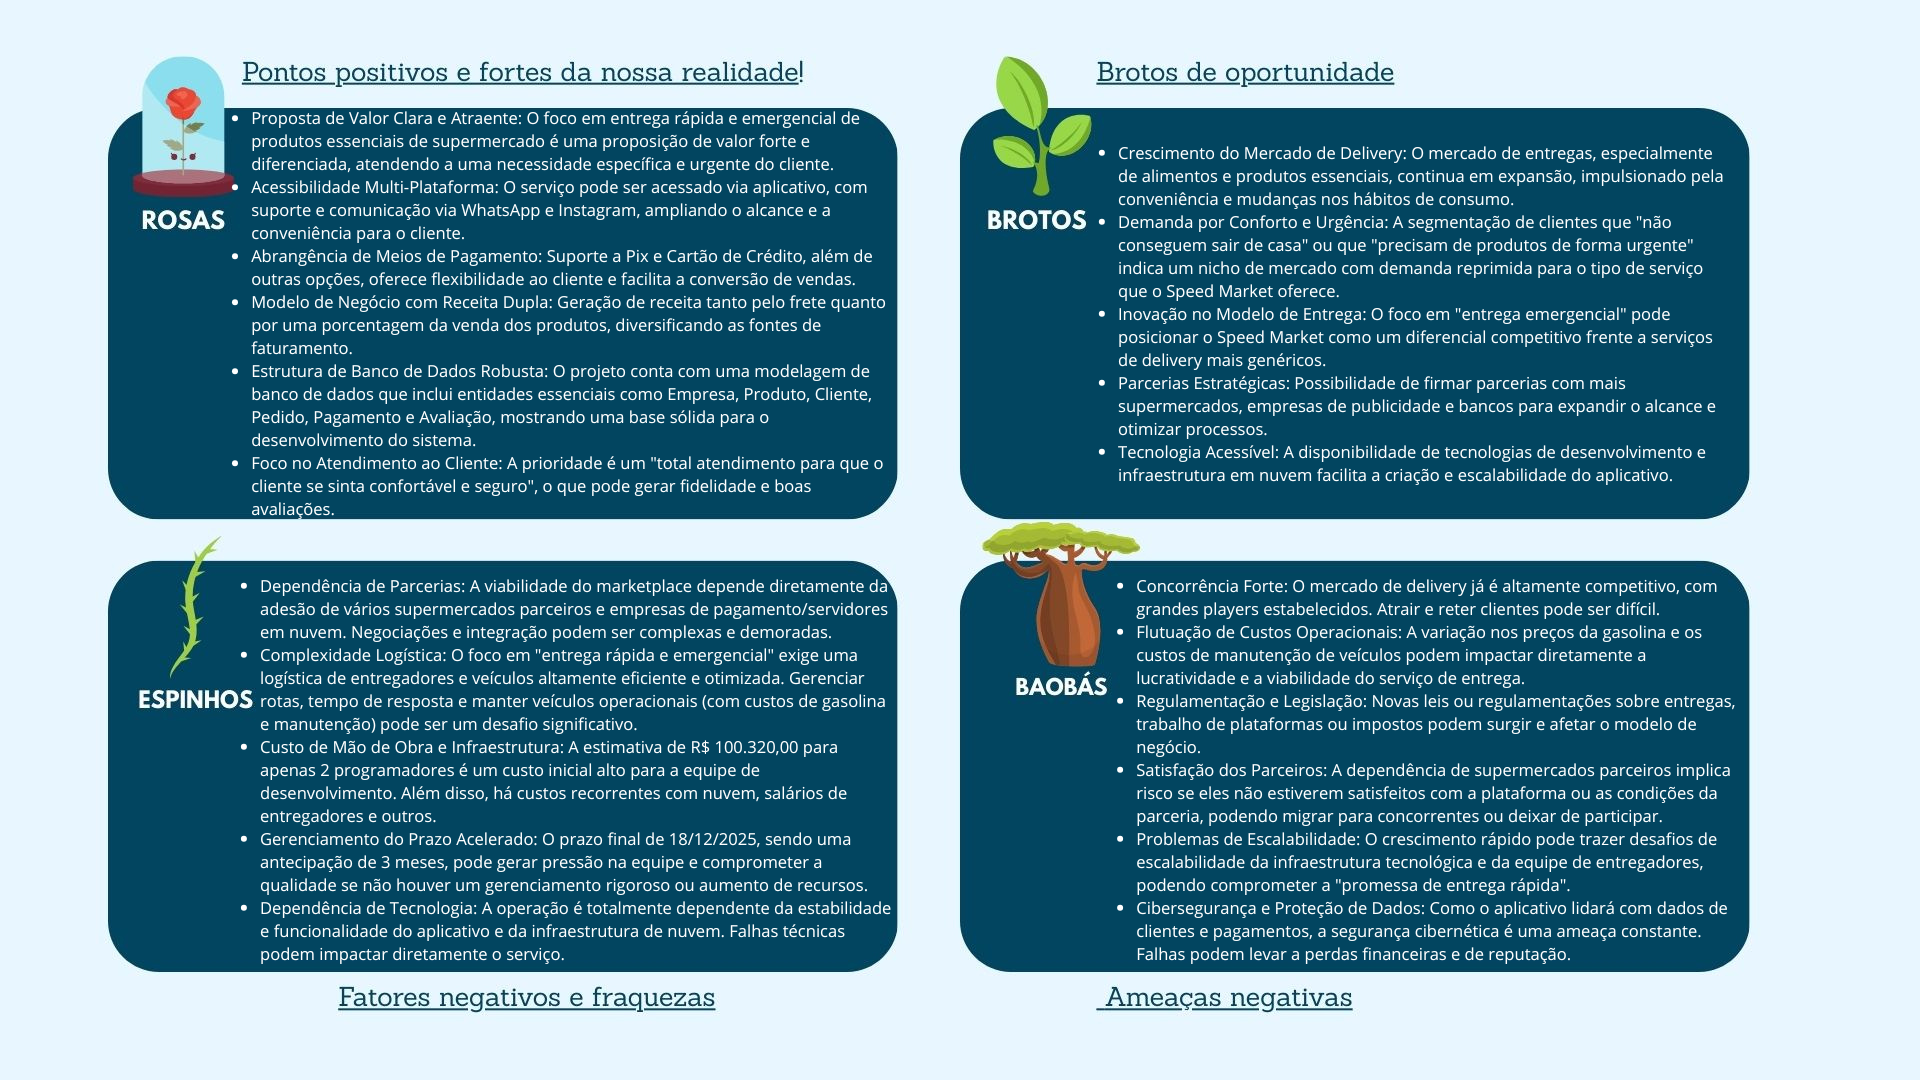 Pontos positivos e fortes da nossa realidade!
ROSAS
• Proposta de Valor Clara e Atraente: O foco em entrega rápida e emergencial de
produtos essenciais de supermercado é uma proposição de valor forte e
diferenciada, atendendo a uma necessidade específica e urgente do cliente.
• Acessibilidade Multi-Plataforma: O serviço pode ser acessado via aplicativo, com
suporte e comunicação via WhatsApp e Instagram, ampliando o alcance e a
conveniência para o cliente.
• Abrangência de Meios de Pagamento: Suporte a Pix e Cartão de Crédito, além de
outras opções, oferece flexibilidade ao cliente e facilita a conversão de vendas.
• Modelo de Negócio com Receita Dupla: Geração de receita tanto pelo frete quanto
por uma porcentagem da venda dos produtos, diversificando as fontes de
faturamento.
• Estrutura de Banco de Dados Robusta: O projeto conta com uma modelagem de
banco de dados que inclui entidades essenciais como Empresa, Produto, Cliente,
Pedido, Pagamento e Avaliação, mostrando uma base sólida para o
desenvolvimento do sistema.
• Foco no Atendimento ao Cliente: A prioridade é um "total atendimento para que o
cliente se sinta confortável e seguro", o que pode gerar fidelidade e boas
avaliações.
Brotos de oportunidade
BROTOS
• Crescimento do Mercado de Delivery: O mercado de entregas, especialmente
de alimentos e produtos essenciais, continua em expansão, impulsionado pela
conveniência e mudanças nos hábitos de consumo.
• Demanda por Conforto e Urgência: A segmentação de clientes que "não
conseguem sair de casa" ou que "precisam de produtos de forma urgente"
indica um nicho de mercado com demanda reprimida para o tipo de serviço
que o Speed Market oferece.
• Inovação no Modelo de Entrega: O foco em "entrega emergencial" pode
posicionar o Speed Market como um diferencial competitivo frente a serviços
de delivery mais genéricos.
• Parcerias Estratégicas: Possibilidade de firmar parcerias com mais
supermercados, empresas de publicidade e bancos para expandir o alcance e
otimizar processos.
• Tecnologia Acessível: A disponibilidade de tecnologias de desenvolvimento e
infraestrutura em nuvem facilita a criação e escalabilidade do aplicativo.
ESPINHOS
• Dependência de Parcerias: A viabilidade do marketplace depende diretamente da
adesão de vários supermercados parceiros e empresas de pagamento/servidores
em nuvem. Negociações e integração podem ser complexas e demoradas.
• Complexidade Logística: O foco em "entrega rápida e emergencial" exige uma
logística de entregadores e veículos altamente eficiente e otimizada. Gerenciar
rotas, tempo de resposta e manter veículos operacionais (com custos de gasolina
e manutenção) pode ser um desafio significativo.
• Custo de Mão de Obra e Infraestrutura: A estimativa de R$ 100.320,00 para
apenas 2 programadores é um custo inicial alto para a equipe de
desenvolvimento. Além disso, há custos recorrentes com nuvem, salários de
entregadores e outros.
• Gerenciamento do Prazo Acelerado: O prazo final de 18/12/2025, sendo uma
antecipação de 3 meses, pode gerar pressão na equipe e comprometer a
qualidade se não houver um gerenciamento rigoroso ou aumento de recursos.
• Dependência de Tecnologia: A operação é totalmente dependente da estabilidade
e funcionalidade do aplicativo e da infraestrutura de nuvem. Falhas técnicas
podem impactar diretamente o serviço.
Fatores negativos e fraquezas
BAOBÁS
• Concorrência Forte: O mercado de delivery já é altamente competitivo, com
grandes players estabelecidos. Atrair e reter clientes pode ser difícil.
• Flutuação de Custos Operacionais: A variação nos preços da gasolina e os
custos de manutenção de veículos podem impactar diretamente a
lucratividade e a viabilidade do serviço de entrega.
• Regulamentação e Legislação: Novas leis ou regulamentações sobre entregas,
trabalho de plataformas ou impostos podem surgir e afetar o modelo de
negócio.
• Satisfação dos Parceiros: A dependência de supermercados parceiros implica
risco se eles não estiverem satisfeitos com a plataforma ou as condições da
parceria, podendo migrar para concorrentes ou deixar de participar.
• Problemas de Escalabilidade: O crescimento rápido pode trazer desafios de
escalabilidade da infraestrutura tecnológica e da equipe de entregadores,
podendo comprometer a "promessa de entrega rápida".
• Cibersegurança e Proteção de Dados: Como o aplicativo lidará com dados de
clientes e pagamentos, a segurança cibernética é uma ameaça constante.
Falhas podem levar a perdas financeiras e de reputação.
Ameaças negativas